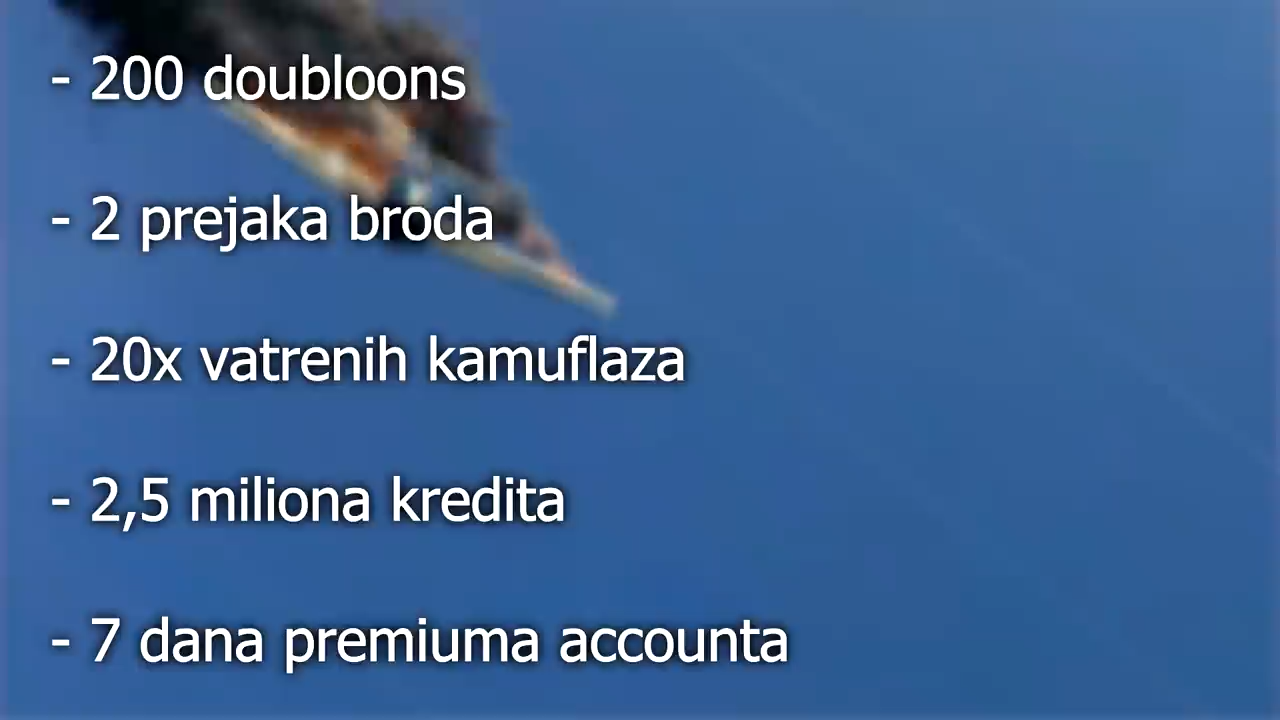 - 200 doubloons
- 2 prejaka broda
- 20x vatrenih kamuflaza
- 2,5 miliona kredita
- 7 dana premiuma accounta